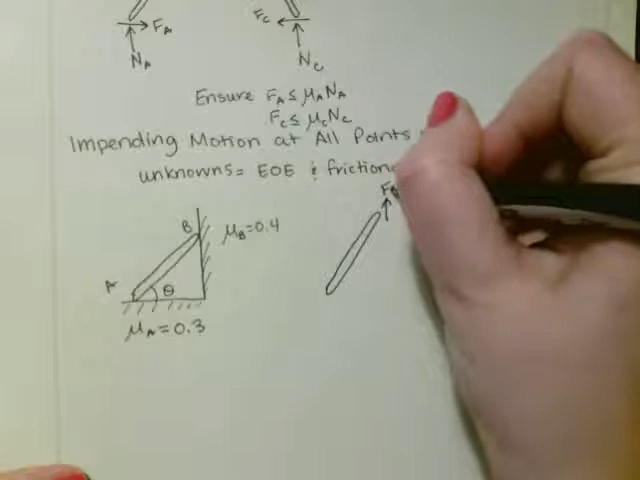 F_A F_C
N_A N_C
Ensure F_A ≤ μ_A N_A
F_C ≤ μ_C N_C
Impending Motion at All Points
unknowns = EOE & friction
B μ_B = 0.4
A θ
μ_A = 0.3